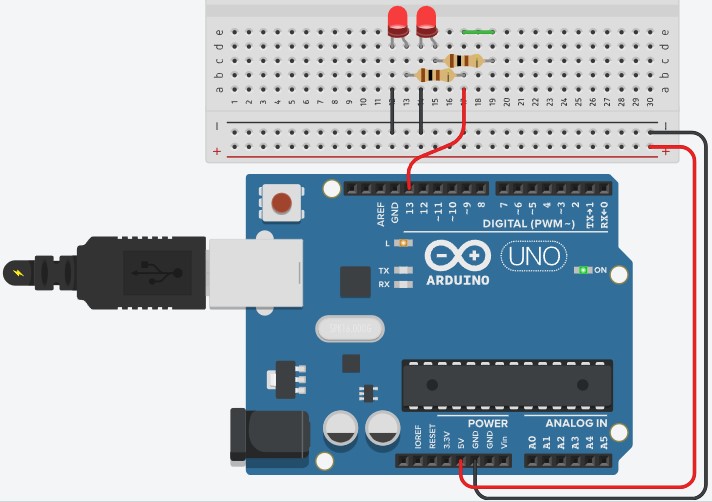 e e
d d
c c
b b
a a
1 2 3 4 5 6 7 8 9 10 11 12 13 14 15 16 17 18 19 20 21 22 23 24 25 26 27 28 29 30
− −
+ +
AREF GND 13 12 ~11 ~10 ~9 8 7 ~6 ~5 4 ~3 2 TX→1 RX←0
DIGITAL (PWM ~)
L
TX
RX
ARDUINO
UNO
ON
POWER
ANALOG IN
IOREF RESET 3.3V 5V GND GND Vin A0 A1 A2 A3 A4 A5